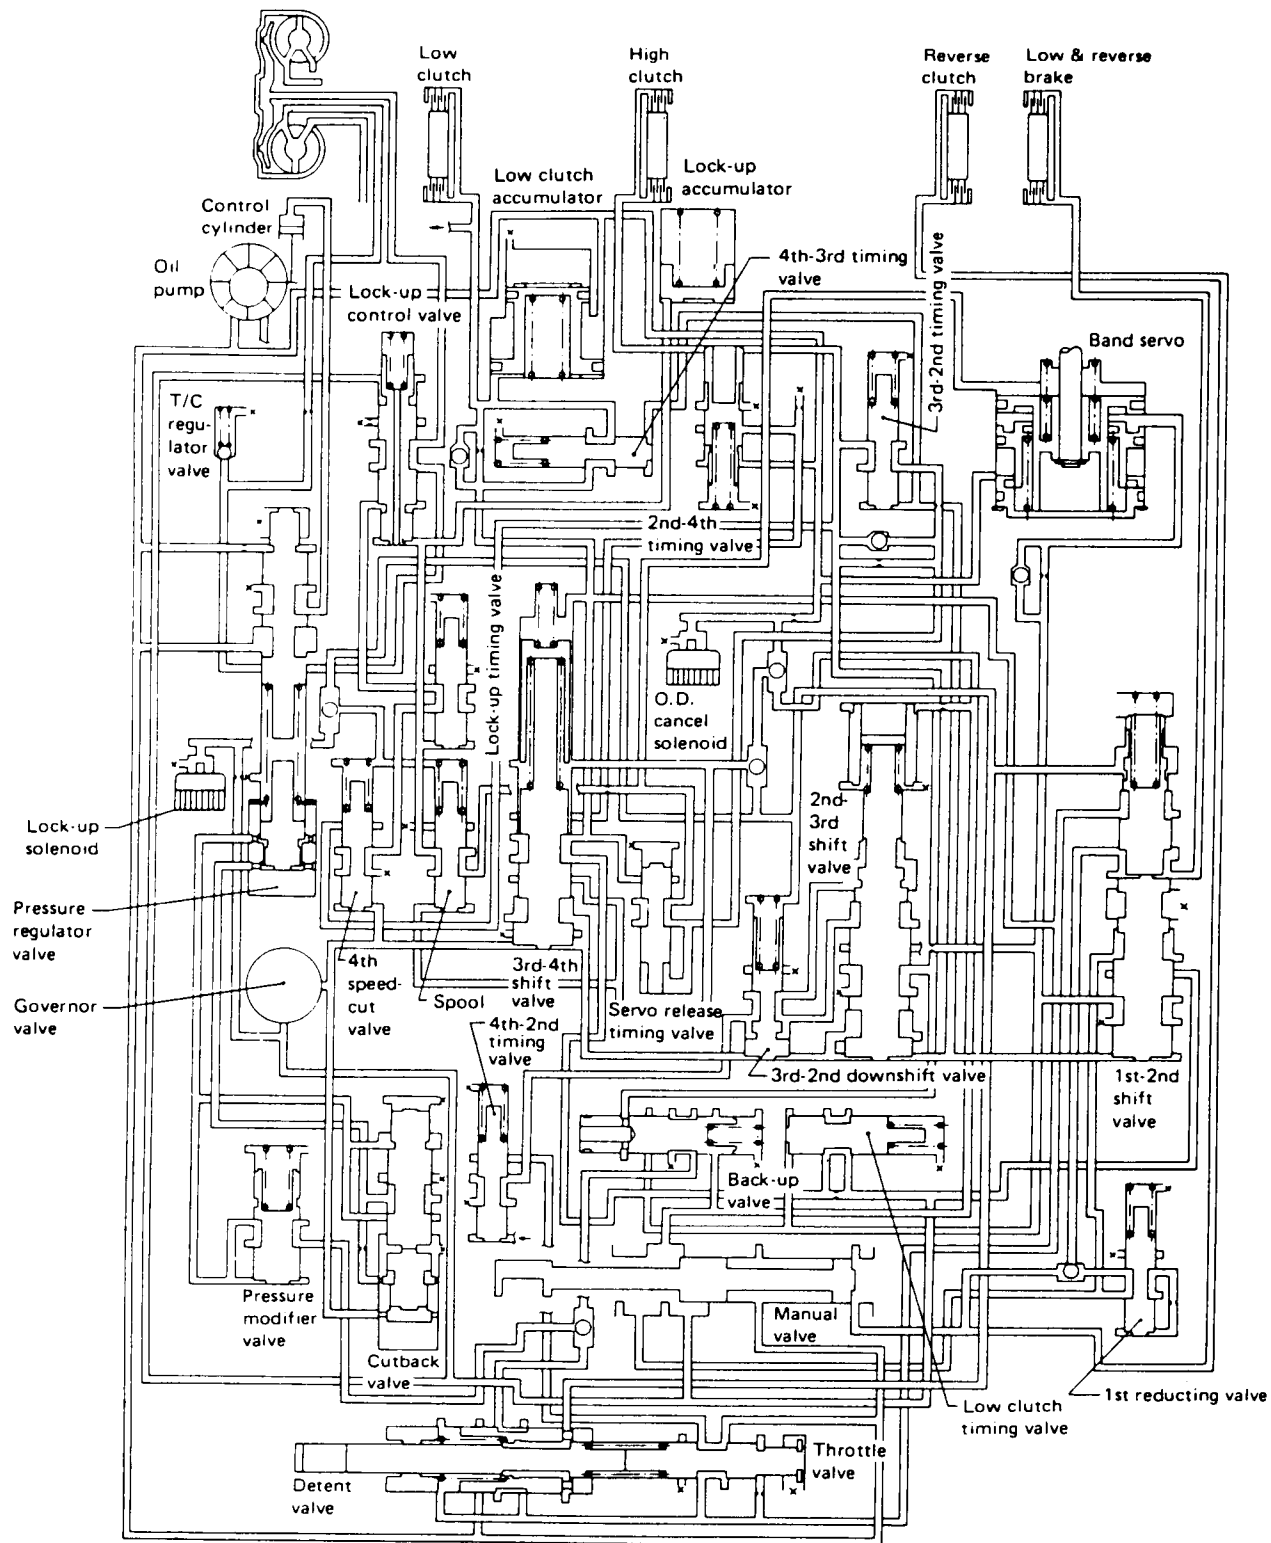 Low
clutch
High
clutch
Reverse
clutch
Low & reverse
brake
Low clutch
accumulator
Lock-up
accumulator
Control
cylinder
4th-3rd timing
valve
3rd-2nd timing valve
Oil
pump
Lock-up
control valve
Band servo
T/C
regu-
lator
valve
2nd-4th
timing valve
Lock-up timing valve
O.D.
cancel
solenoid
2nd-
3rd
shift
valve
Lock-up
solenoid
Pressure
regulator
valve
Governor
valve
4th
speed-
cut
valve
Spool
3rd-4th
shift
valve
Servo release
timing valve
4th-2nd
timing
valve
3rd-2nd downshift valve
1st-2nd
shift
valve
Back-up
valve
Pressure
modifier
valve
Manual
valve
Cutback
valve
1st reducting valve
Low clutch
timing valve
Throttle
valve
Detent
valve